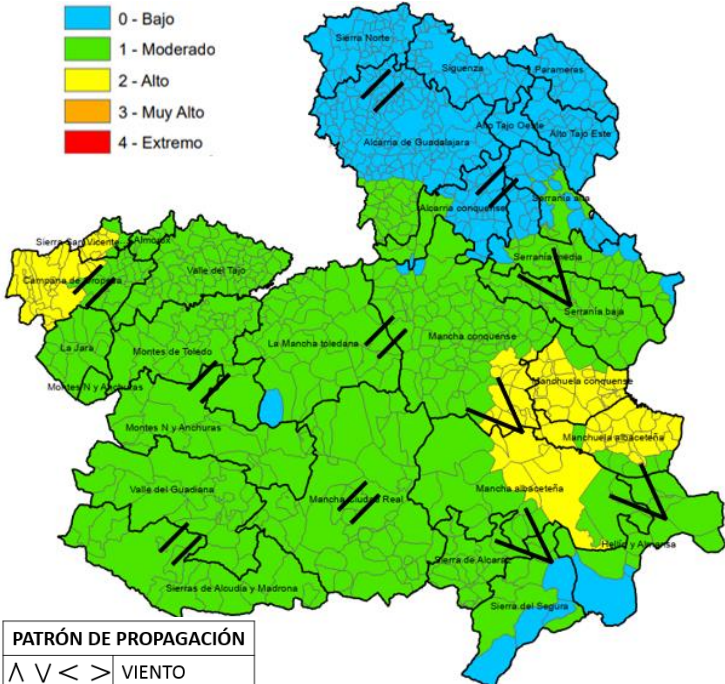 0 - Bajo
1 - Moderado
2 - Alto
3 - Muy Alto
4 - Extremo
Sierra Norte
Sigüenza
Parameras
Alto Tajo Oeste
Alto Tajo Este
Alcarria de Guadalajara
Serranía alta
Alcarria conquense
Sierra San Vicente
Almorox
Serranía media
Valle del Tajo
Campana de Oropesa
Serranía baja
La Mancha toledana
Mancha conquense
La Jara
Montes de Toledo
Manchuela conquense
Montes N y Anchuras
Montes N y Anchuras
Manchuela albaceteña
Valle del Guadiana
Mancha albaceteña
Mancha Ciudad Real
Hellín y Almansa
Sierra de Alcaraz
Sierras de Alcudia y Madrona
Sierra del Segura
PATRÓN DE PROPAGACIÓN
Λ V < > VIENTO